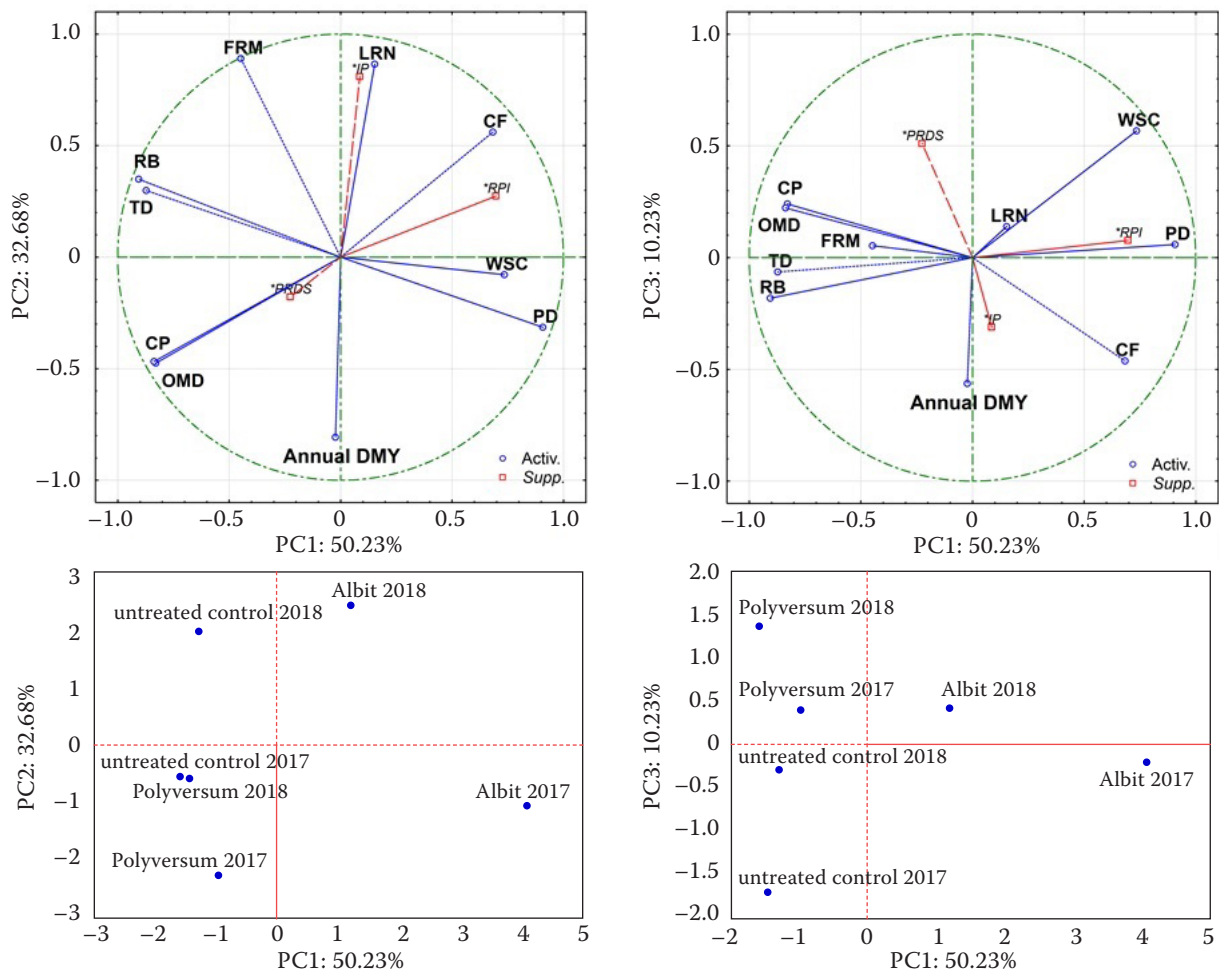 1.0
0.5
0
−0.5
−1.0
PC2: 32.68%
FRM
LRN
*IP
CF
RB
*RPI
TD
WSC
*PRDS
PD
CP
OMD
Annual DMY
Activ.
Supp.
−1.0 −0.5 0 0.5 1.0
PC1: 50.23%
1.0
0.5
0
−0.5
−1.0
PC3: 10.23%
WSC
*PRDS
CP
LRN
OMD
*RPI
PD
FRM
TD
RB
*IP
CF
Annual DMY
Activ.
Supp.
−1.0 −0.5 0 0.5 1.0
PC1: 50.23%
3
2
1
0
−1
−2
−3
PC2: 32.68%
Albit 2018
untreated control 2018
untreated control 2017
Polyversum 2018
Albit 2017
Polyversum 2017
−3 −2 −1 0 1 2 3 4 5
PC1: 50.23%
2.0
1.5
1.0
0.5
0
−0.5
−1.0
−1.5
−2.0
PC3: 10.23%
Polyversum 2018
Polyversum 2017
Albit 2018
untreated control 2018
Albit 2017
untreated control 2017
−2 −1 0 1 2 3 4 5
PC1: 50.23%